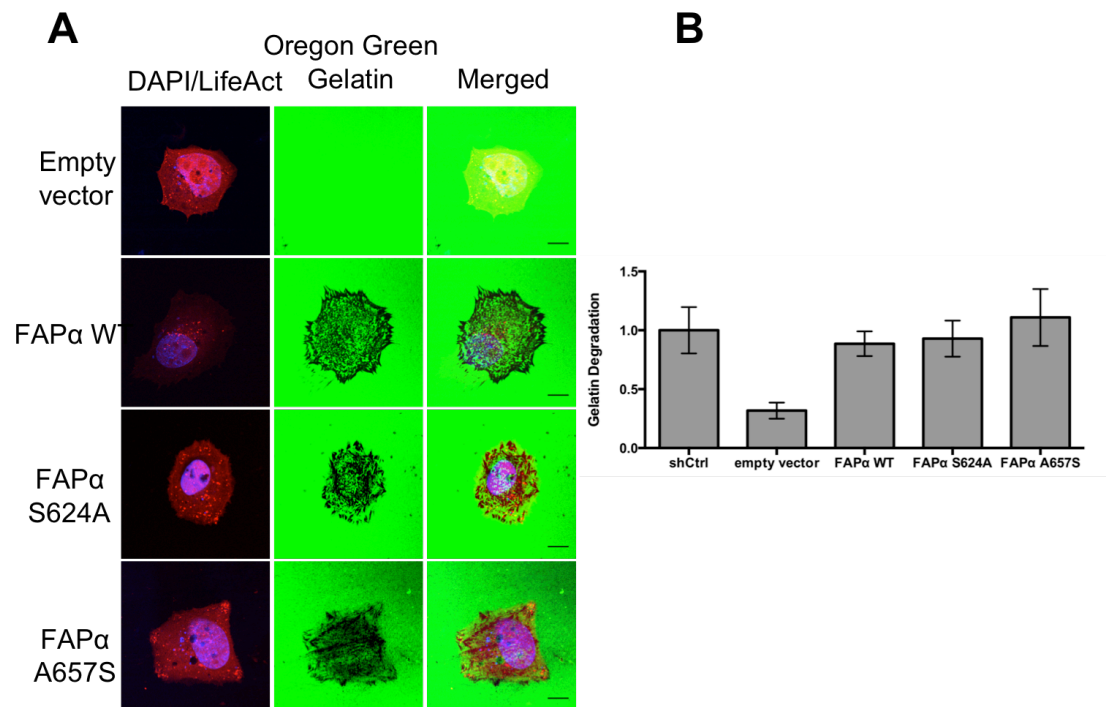 A
B
Oregon Green
DAPI/LifeAct Gelatin Merged
Empty
vector
FAPα WT
FAPα
S624A
FAPα
A657S
Gelatin Degradation
1.5
1.0
0.5
0.0
shCtrl empty vector FAPα WT FAPα S624A FAPα A657S